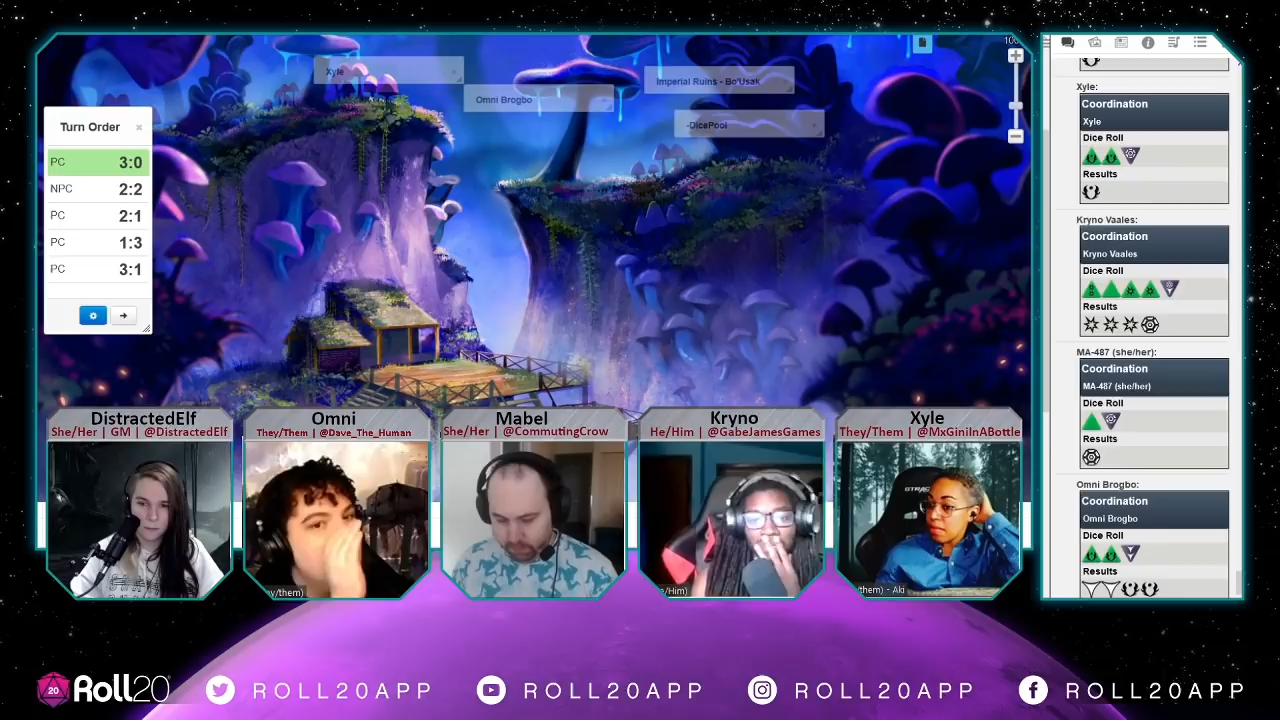 Xyle
Omni Brogbo
Imperial Ruins - Bo'Usak
-DicePool
Turn Order
PC 3:0
NPC 2:2
PC 2:1
PC 1:3
PC 3:1
Xyle:
Coordination
Xyle
Dice Roll
Results
Kryno Vaales:
Coordination
Kryno Vaales
Dice Roll
Results
MA-487 (she/her):
Coordination
MA-487 (she/her)
Dice Roll
Results
Omni Brogbo:
Coordination
Omni Brogbo
Dice Roll
Results
DistractedElf
She/Her | GM | @DistractedElf
Omni
They/Them | @Dave_The_Human
Mabel
She/Her | @CommutingCrow
Kryno
He/Him | @GabeJamesGames
Xyle
They/Them | @MxGiniInABottle
20
Roll20
ROLL20APP
ROLL20APP
ROLL20APP
ROLL20APP